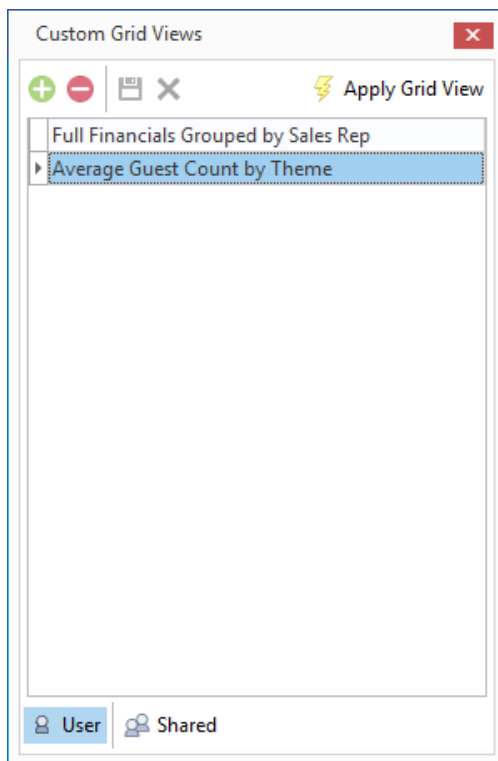 Custom Grid Views
Apply Grid View
Full Financials Grouped by Sales Rep
Average Guest Count by Theme
User
Shared